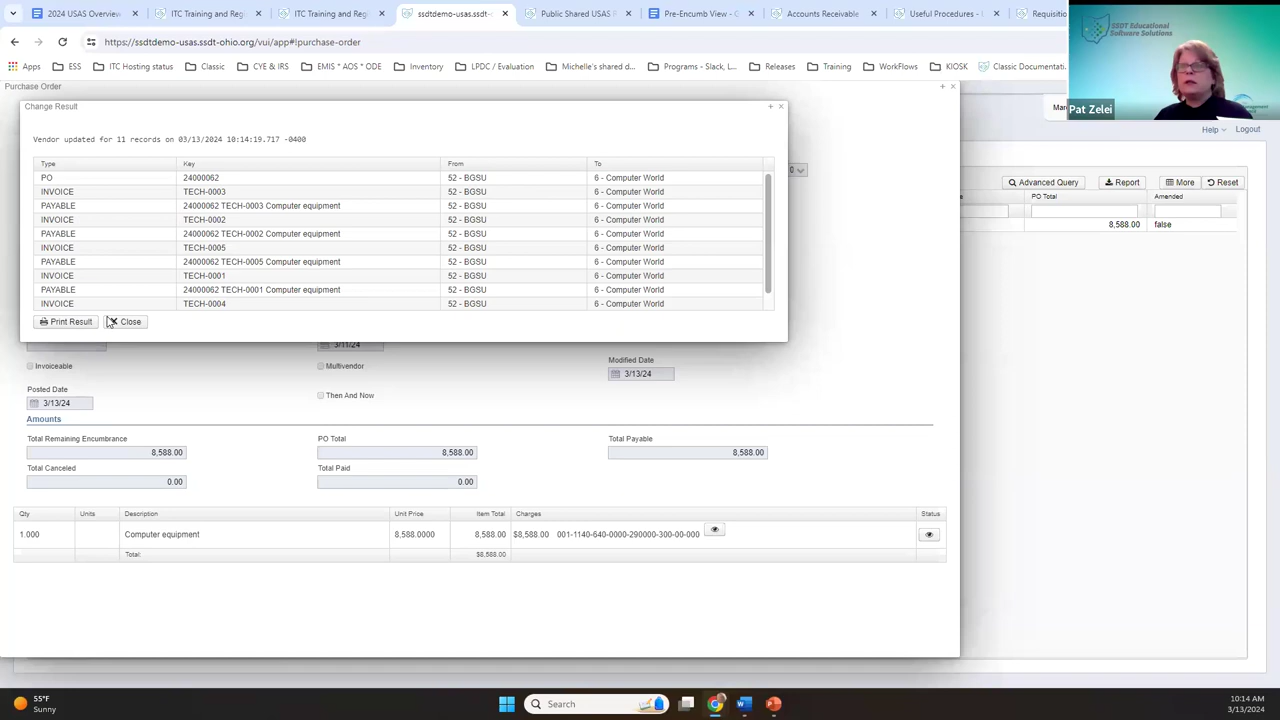 2024 USAS Overview
ITC Training and Reg
ITC Training and Reg
ssdtdemo-usas.ssdt-
Public Shared USAS F
Pre-Encumb View
Accounts Receivable
Useful Procedures -
Requisitio
https://ssdtdemo-usas.ssdt-ohio.org/vui/app#!purchase-order
Apps ESS ITC Hosting status Classic CYE & IRS EMIS * AOS * ODE Inventory LPDC / Evaluation Michelle's shared d... Programs - Slack, L... Releases Training WorkFlows KIOSK Classic Documentati...
SSDT Educational
Software Solutions
Pat Zelei
Purchase Order
Change Result
Mar
Help Logout
Vendor updated for 11 records on 03/13/2024 10:14:19.717 -0400
Type Key From To
PO 24000062 52 - BGSU 6 - Computer World
INVOICE TECH-0003 52 - BGSU 6 - Computer World
PAYABLE 24000062 TECH-0003 Computer equipment 52 - BGSU 6 - Computer World
INVOICE TECH-0002 52 - BGSU 6 - Computer World
PAYABLE 24000062 TECH-0002 Computer equipment 52 - BGSU 6 - Computer World
INVOICE TECH-0005 52 - BGSU 6 - Computer World
PAYABLE 24000062 TECH-0005 Computer equipment 52 - BGSU 6 - Computer World
INVOICE TECH-0001 52 - BGSU 6 - Computer World
PAYABLE 24000062 TECH-0001 Computer equipment 52 - BGSU 6 - Computer World
INVOICE TECH-0004 52 - BGSU 6 - Computer World
Print Result Close
Advanced Query Report More Reset
PO Total Amended
8,588.00 false
3/11/24
Invoiceable Multivendor Modified Date
3/13/24
Posted Date
3/13/24
Then And Now
Amounts
Total Remaining Encumbrance PO Total Total Payable
8,588.00 8,588.00 8,588.00
Total Canceled Total Paid
0.00 0.00
Qty Units Description Unit Price Item Total Charges Status
1.000 Computer equipment 8,588.0000 8,588.00 $8,588.00 001-1140-640-0000-290000-300-00-000
Total: $8,588.00
55°F
Sunny
Search
10:14 AM
3/13/2024